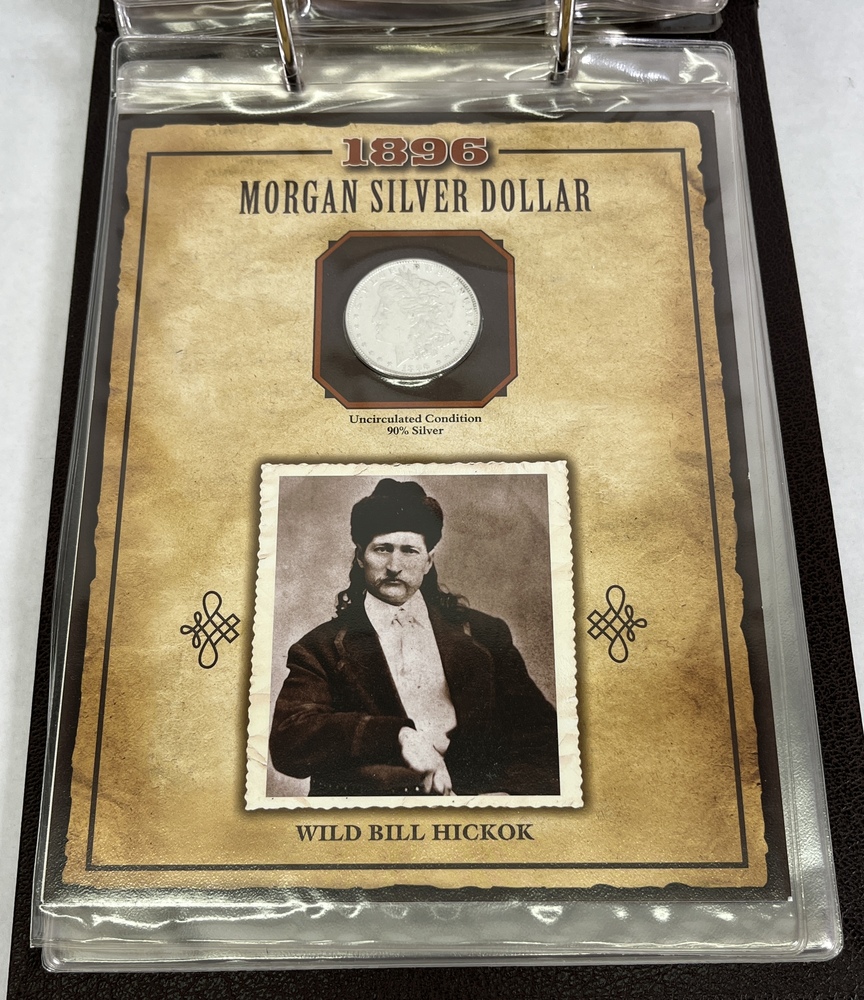 1896
MORGAN SILVER DOLLAR
Uncirculated Condition
90% Silver
WILD BILL HICKOK